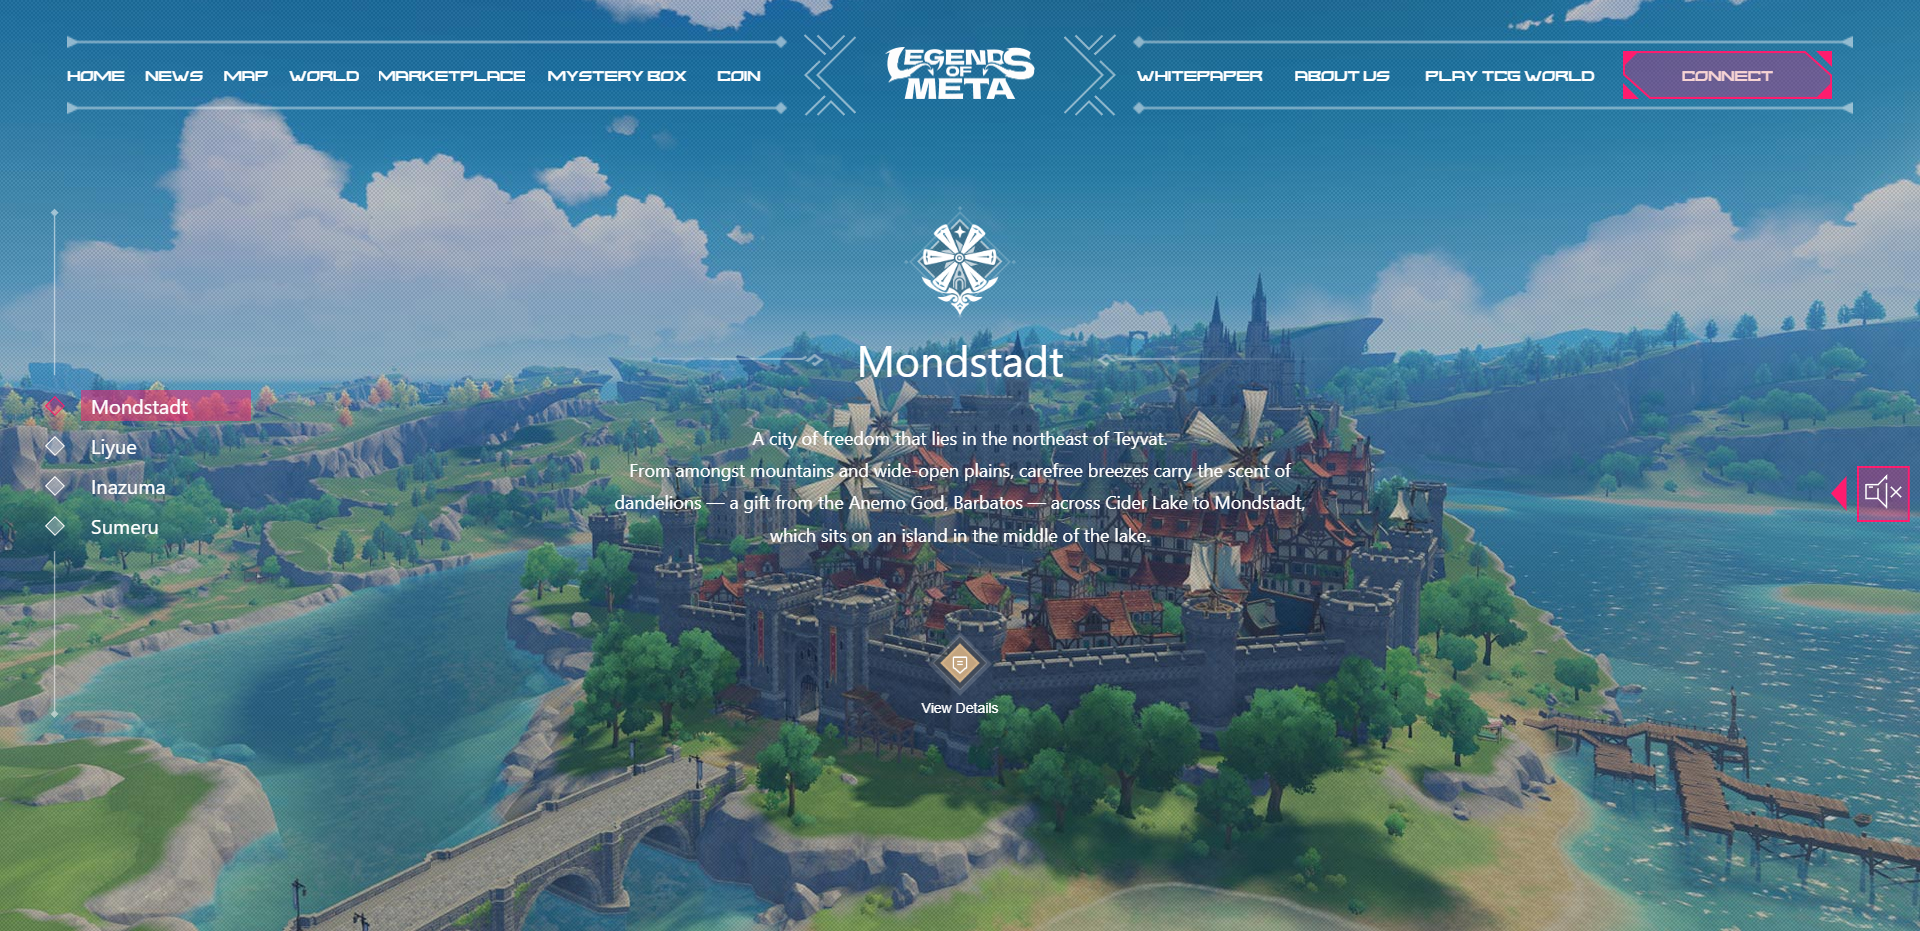 HOME NEWS MAP WORLD MARKETPLACE MYSTERY BOX COIN
LEGENDS
OF
META
WHITEPAPER ABOUT US PLAY TCG WORLD CONNECT
Mondstadt
Mondstadt
Liyue
Inazuma
Sumeru
A city of freedom that lies in the northeast of Teyvat.
From amongst mountains and wide-open plains, carefree breezes carry the scent of
dandelions — a gift from the Anemo God, Barbatos — across Cider Lake to Mondstadt,
which sits on an island in the middle of the lake.
View Details